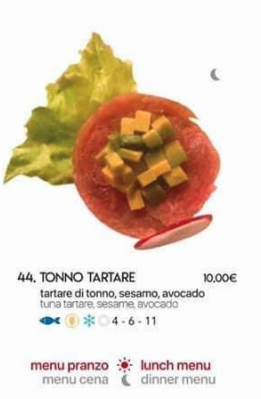 44. TONNO TARTARE 10,00€
tartare di tonno, sesamo, avocado
tuna tartare, sesame, avocado
4 - 6 - 11
menu pranzo lunch menu
menu cena dinner menu